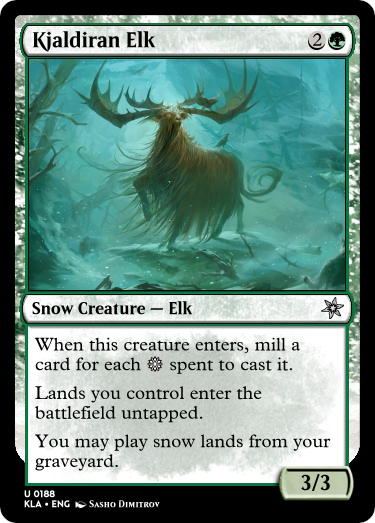 Kjaldiran Elk 2
Snow Creature — Elk
When this creature enters, mill a
card for each spent to cast it.
Lands you control enter the
battlefield untapped.
You may play snow lands from your
graveyard.
3/3
U 0188
KLA • ENG Sasho Dimitrov